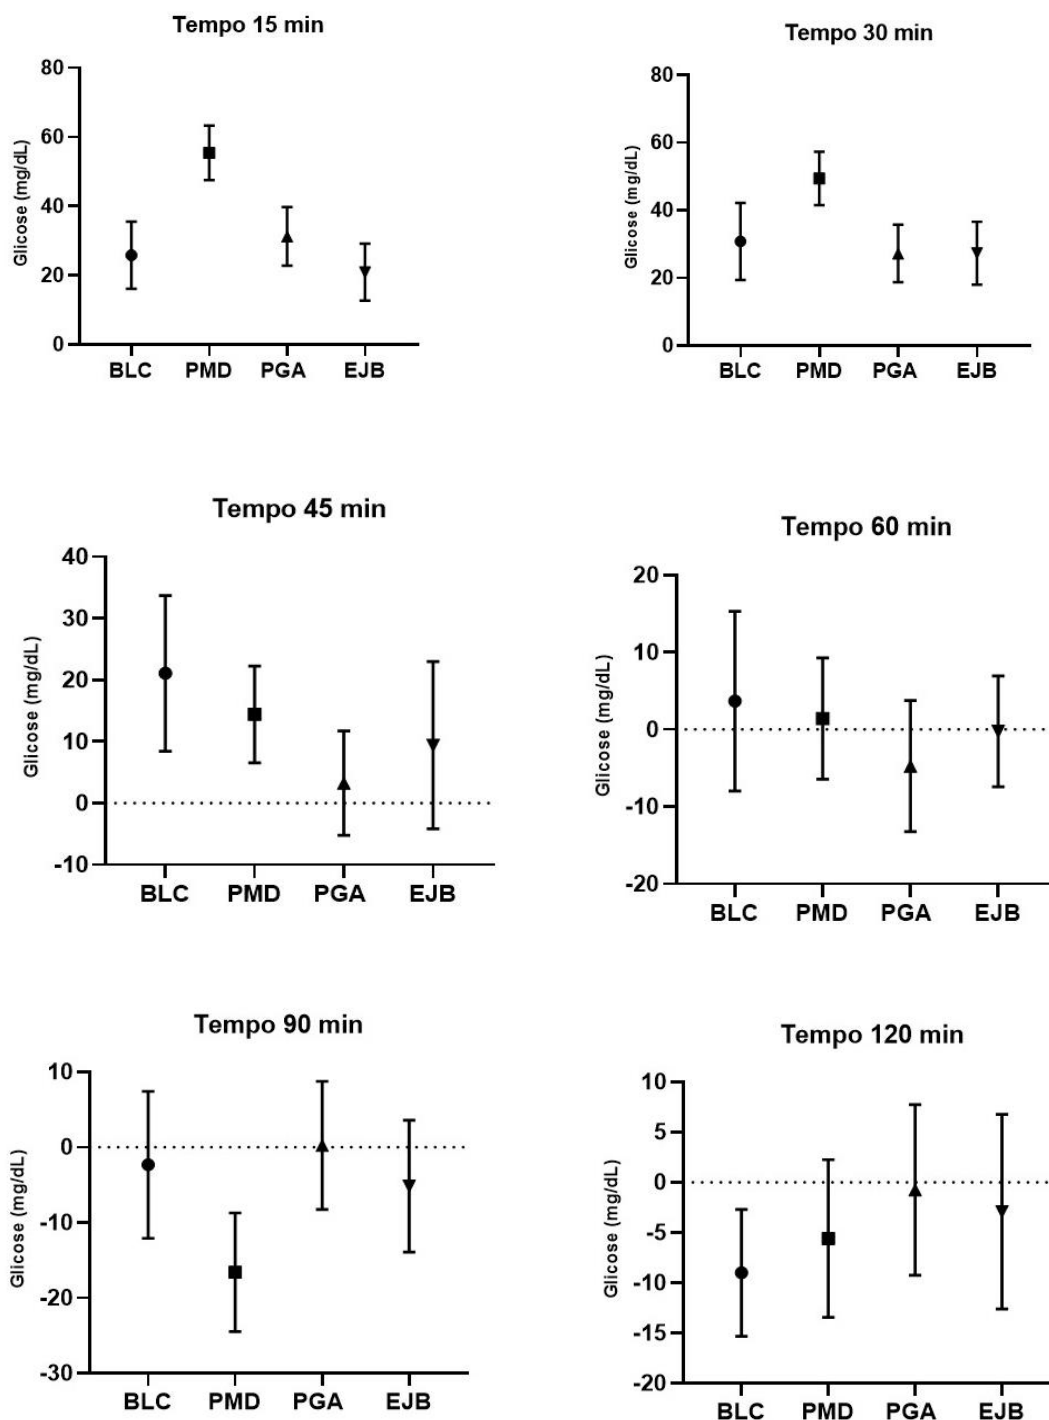 Tempo 15 min
Glicose (mg/dL)
80
60
40
20
0
BLC PMD PGA EJB
Tempo 30 min
Glicose (mg/dL)
80
60
40
20
0
BLC PMD PGA EJB
Tempo 45 min
Glicose (mg/dL)
40
30
20
10
0
-10
BLC PMD PGA EJB
Tempo 60 min
Glicose (mg/dL)
20
10
0
-10
-20
BLC PMD PGA EJB
Tempo 90 min
Glicose (mg/dL)
10
0
-10
-20
-30
BLC PMD PGA EJB
Tempo 120 min
Glicose (mg/dL)
10
5
0
-5
-10
-15
-20
BLC PMD PGA EJB